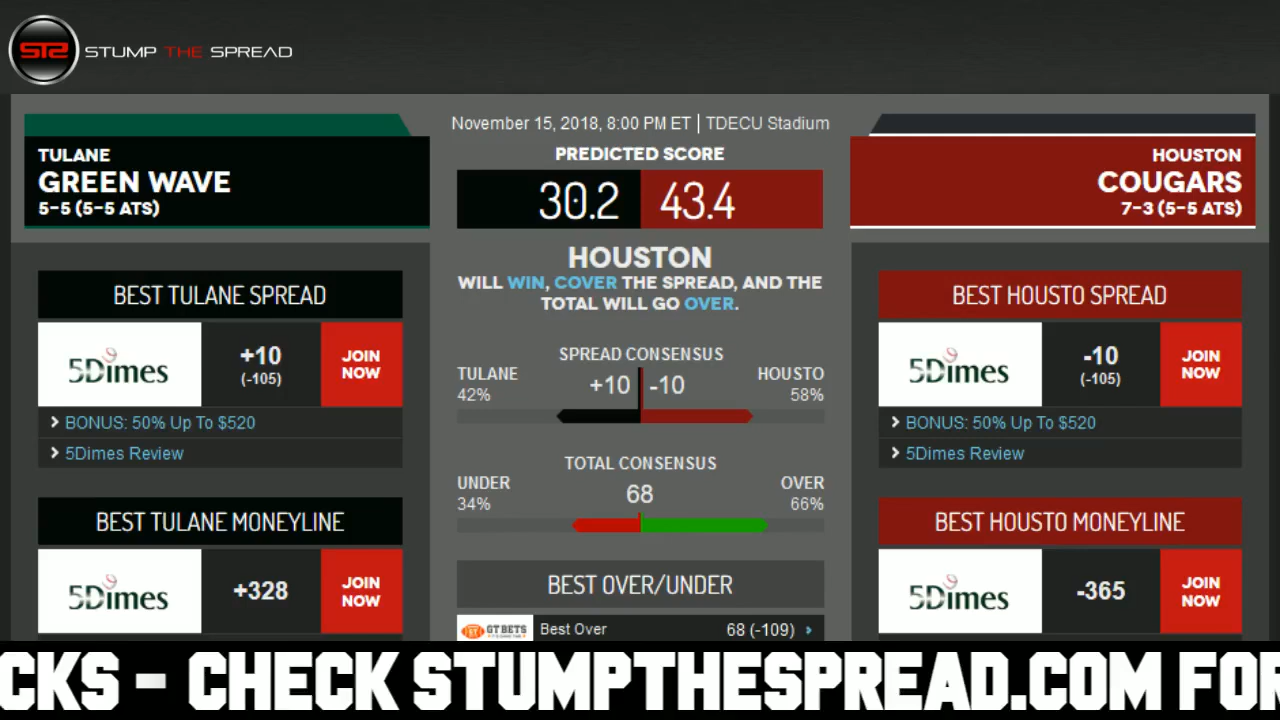 STS STUMP THE SPREAD
November 15, 2018, 8:00 PM ET | TDECU Stadium
TULANE
GREEN WAVE
5-5 (5-5 ATS)
PREDICTED SCORE
30.2 43.4
HOUSTON
COUGARS
7-3 (5-5 ATS)
HOUSTON
WILL WIN, COVER THE SPREAD, AND THE
TOTAL WILL GO OVER.
BEST TULANE SPREAD
5Dimes +10 (-105) JOIN NOW
BONUS: 50% Up To $520
5Dimes Review
BEST TULANE MONEYLINE
5Dimes +328 JOIN NOW
SPREAD CONSENSUS
TULANE +10 -10 HOUSTO
42% 58%
TOTAL CONSENSUS
UNDER 68 OVER
34% 66%
BEST OVER/UNDER
GT BETS Best Over 68 (-109)
BEST HOUSTO SPREAD
5Dimes -10 (-105) JOIN NOW
BONUS: 50% Up To $520
5Dimes Review
BEST HOUSTO MONEYLINE
5Dimes -365 JOIN NOW
CKS - CHECK STUMPTHESPREAD.COM FOR